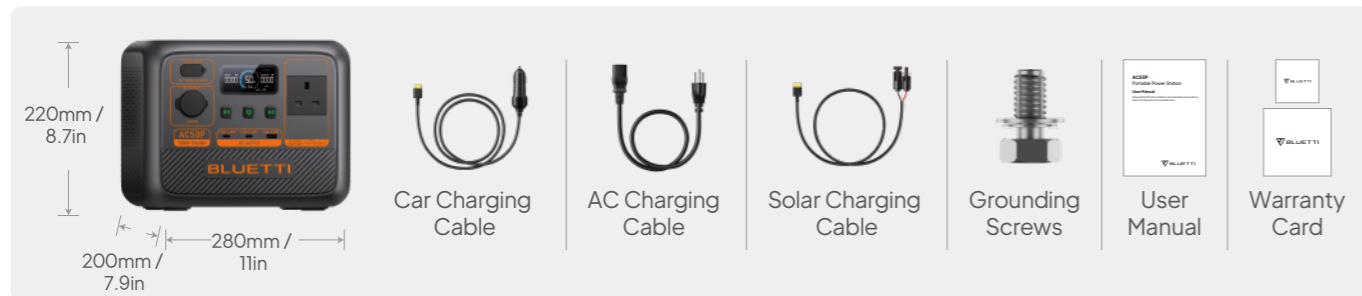 220mm /
8.7in
200mm /
7.9in
280mm /
11in
AC50P
BLUETTI
Car Charging
Cable
AC Charging
Cable
Solar Charging
Cable
Grounding
Screws
AC50P
Portable Power Station
User Manual
BLUETTI
User
Manual
BLUETTI
BLUETTI
Warranty
Card